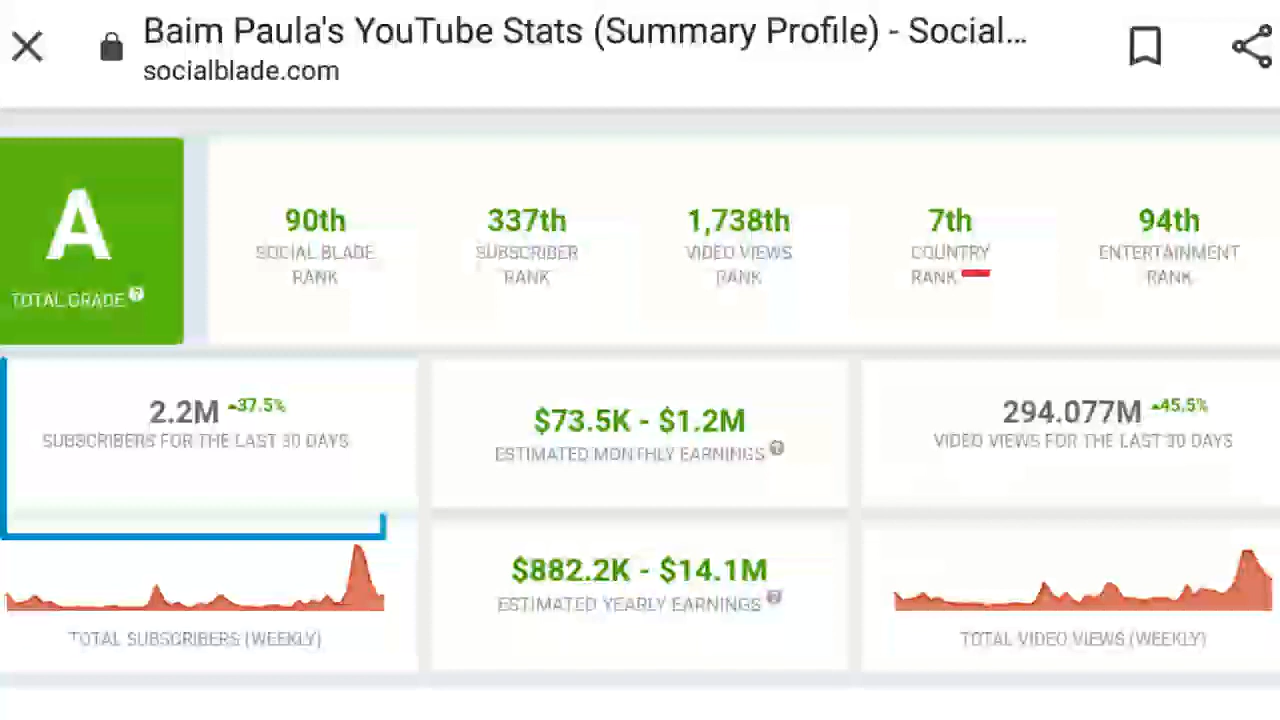 Baim Paula's YouTube Stats (Summary Profile) - Social...
socialblade.com
A
TOTAL GRADE
90th
SOCIAL BLADE
RANK
337th
SUBSCRIBER
RANK
1,738th
VIDEO VIEWS
RANK
7th
COUNTRY
RANK
94th
ENTERTAINMENT
RANK
2.2M 37.5%
SUBSCRIBERS FOR THE LAST 30 DAYS
$73.5K - $1.2M
ESTIMATED MONTHLY EARNINGS
294.077M 45.5%
VIDEO VIEWS FOR THE LAST 30 DAYS
TOTAL SUBSCRIBERS (WEEKLY)
$882.2K - $14.1M
ESTIMATED YEARLY EARNINGS
TOTAL VIDEO VIEWS (WEEKLY)